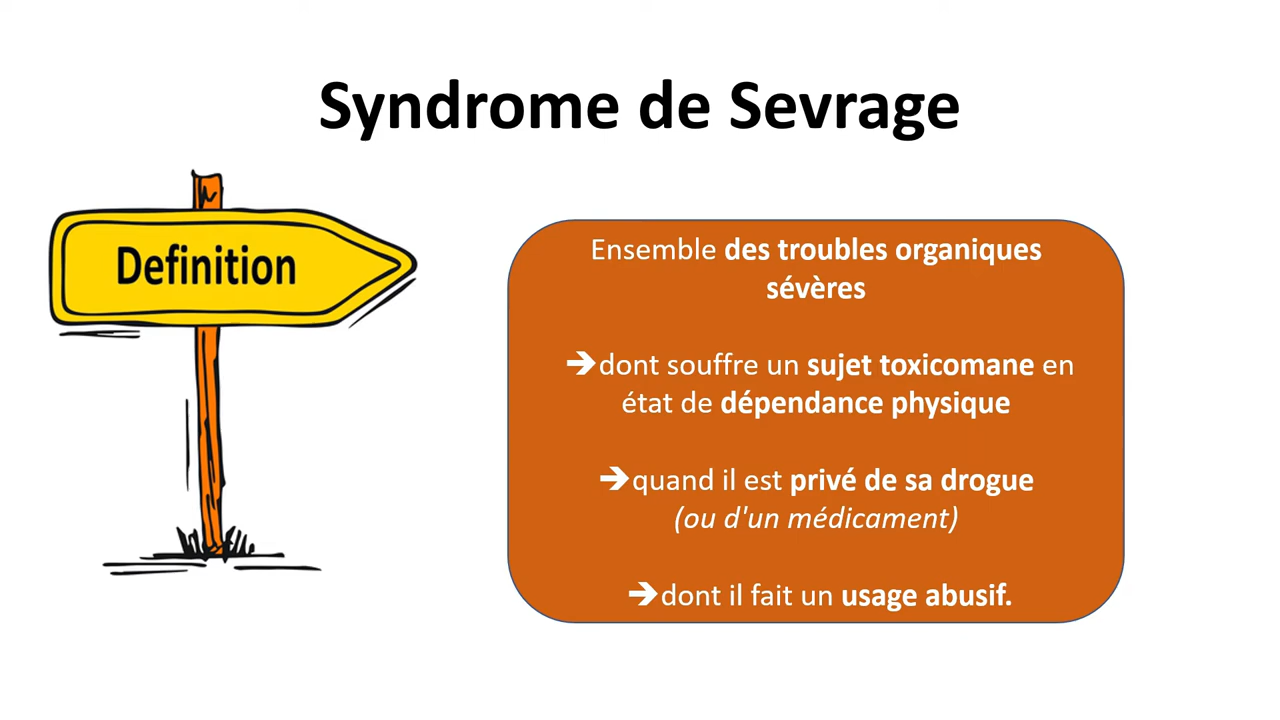 Syndrome de Sevrage
Definition
Ensemble des troubles organiques
sévères
➔dont souffre un sujet toxicomane en
état de dépendance physique
➔quand il est privé de sa drogue
(ou d'un médicament)
➔dont il fait un usage abusif.